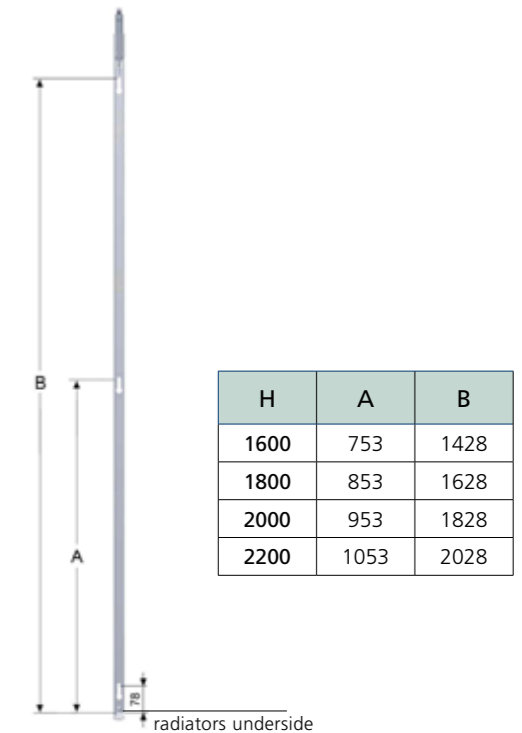 B
A
78
radiators underside
H A B
1600 753 1428
1800 853 1628
2000 953 1828
2200 1053 2028